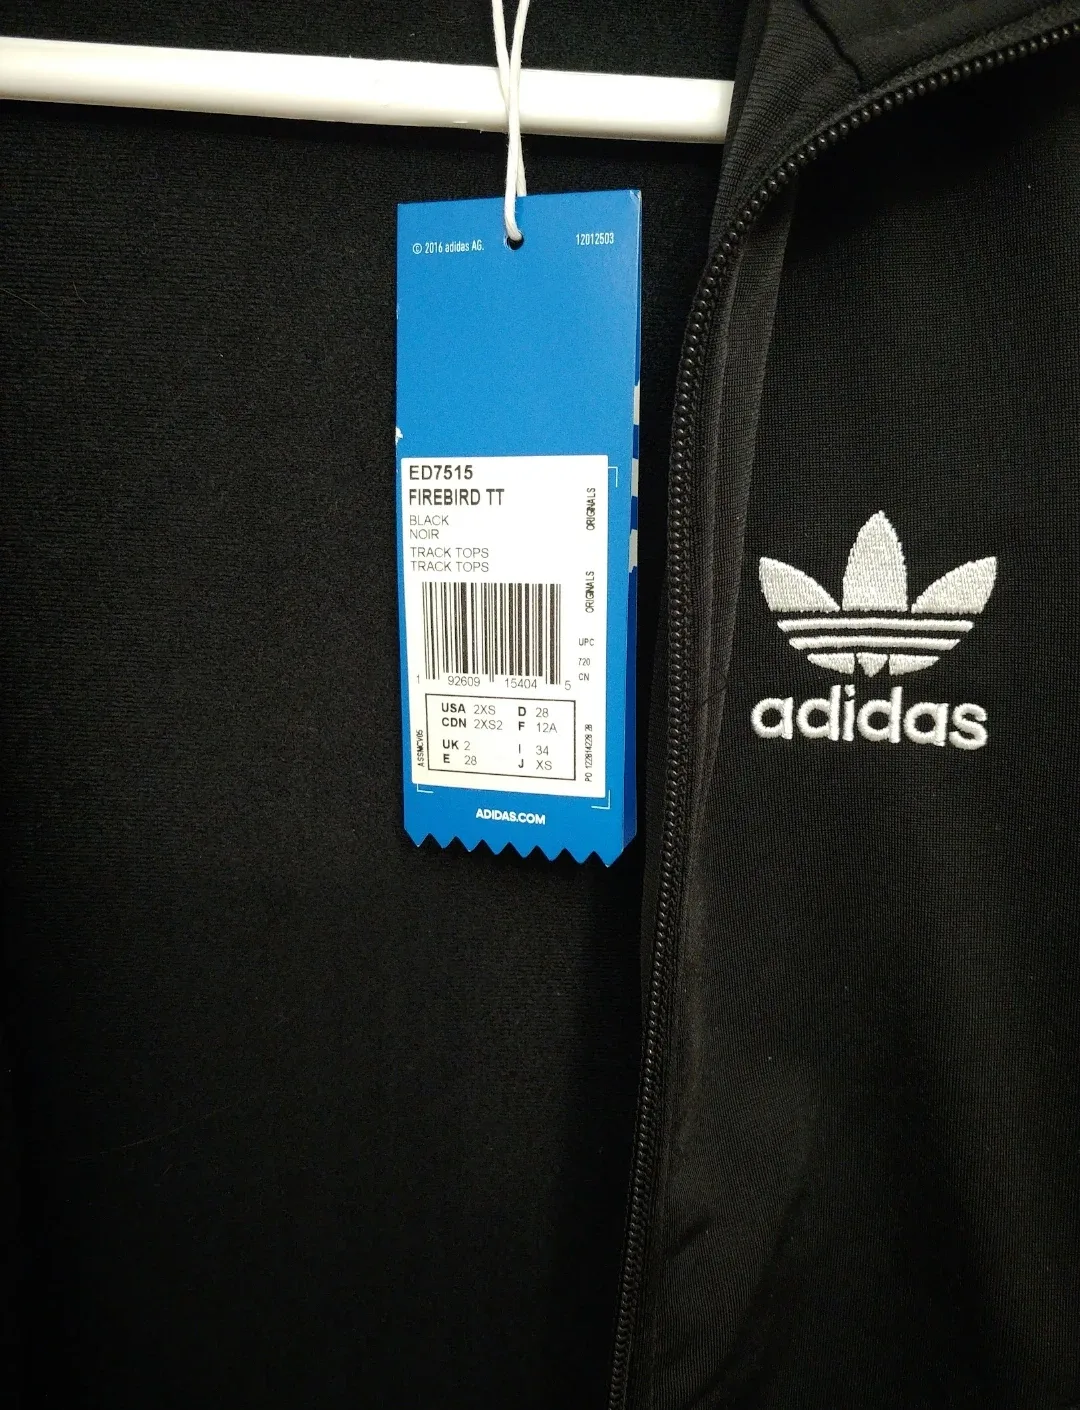 © 2016 adidas AG.
12012503
ED7515
FIREBIRD TT
BLACK
NOIR
TRACK TOPS
TRACK TOPS
ORIGINALS
ORIGINALS
UPC
720
CN
1 92609 15404 5
USA 2XS D 28
CDN 2XS2 F 12A
UK 2 I 34
E 28 J XS
ADIDAS.COM
adidas